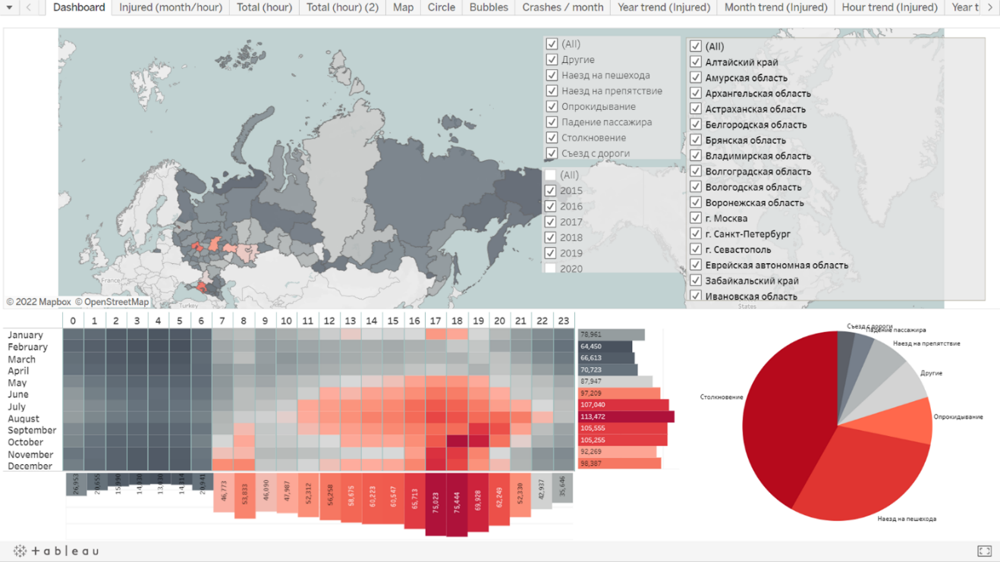 Dashboard Injured (month/hour) Total (hour) Total (hour) (2) Map Circle Bubbles Crashes / month Year trend (Injured) Month trend (Injured) Hour trend (Injured) Year t
(All)
Другие
Наезд на пешехода
Наезд на препятствие
Опрокидывание
Падение пассажира
Столкновение
Съезд с дороги
(All)
2015
2016
2017
2018
2019
2020
(All)
Алтайский край
Амурская область
Архангельская область
Астраханская область
Белгородская область
Брянская область
Владимирская область
Волгоградская область
Вологодская область
Воронежская область
г. Москва
г. Санкт-Петербург
г. Севастополь
Еврейская автономная область
Забайкальский край
Ивановская область
France
Turkey
States
© 2022 Mapbox © OpenStreetMap
0 1 2 3 4 5 6 7 8 9 10 11 12 13 14 15 16 17 18 19 20 21 22 23
January 78,961
February 64,450
March 66,613
April 70,723
May 87,947
June 97,209
July 107,040
August 113,472
September 105,555
October 105,255
November 92,269
December 98,387
26,953 20,655 20,941 46,773 53,833 46,090 47,987 52,312 56,258 58,675 60,223 60,547 65,713 75,023 75,444 69,928 62,249 52,330 42,937 35,646
Съезд с дороги
Падение пассажира
Наезд на препятствие
Другие
Столкновение
Опрокидывание
Наезд на пешехода
+ a b | e a u